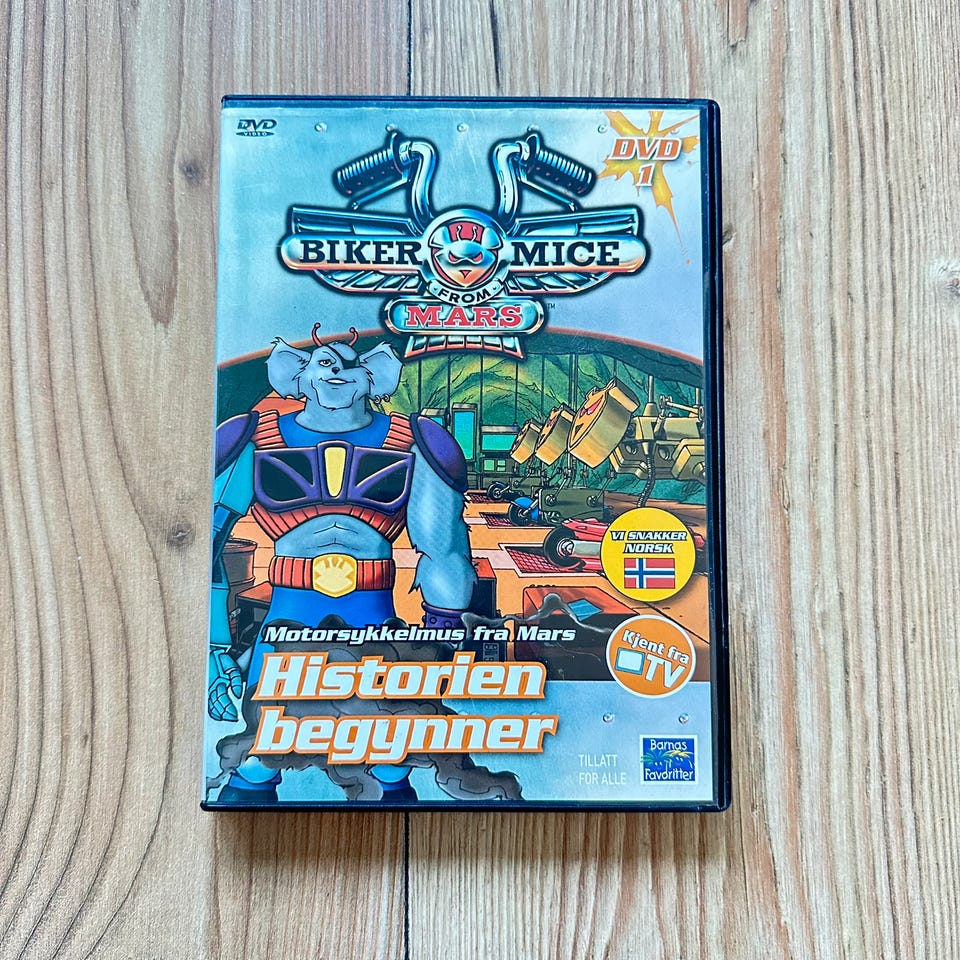 DVD
VIDEO
DVD
1
BIKER MICE
FROM
MARS
TM
VI SNAKKER
NORSK
Motorsykkelmus fra Mars
Historien
begynner
Kjent fra
TV
TILLATT
FOR ALLE
Barnas
Favoritter